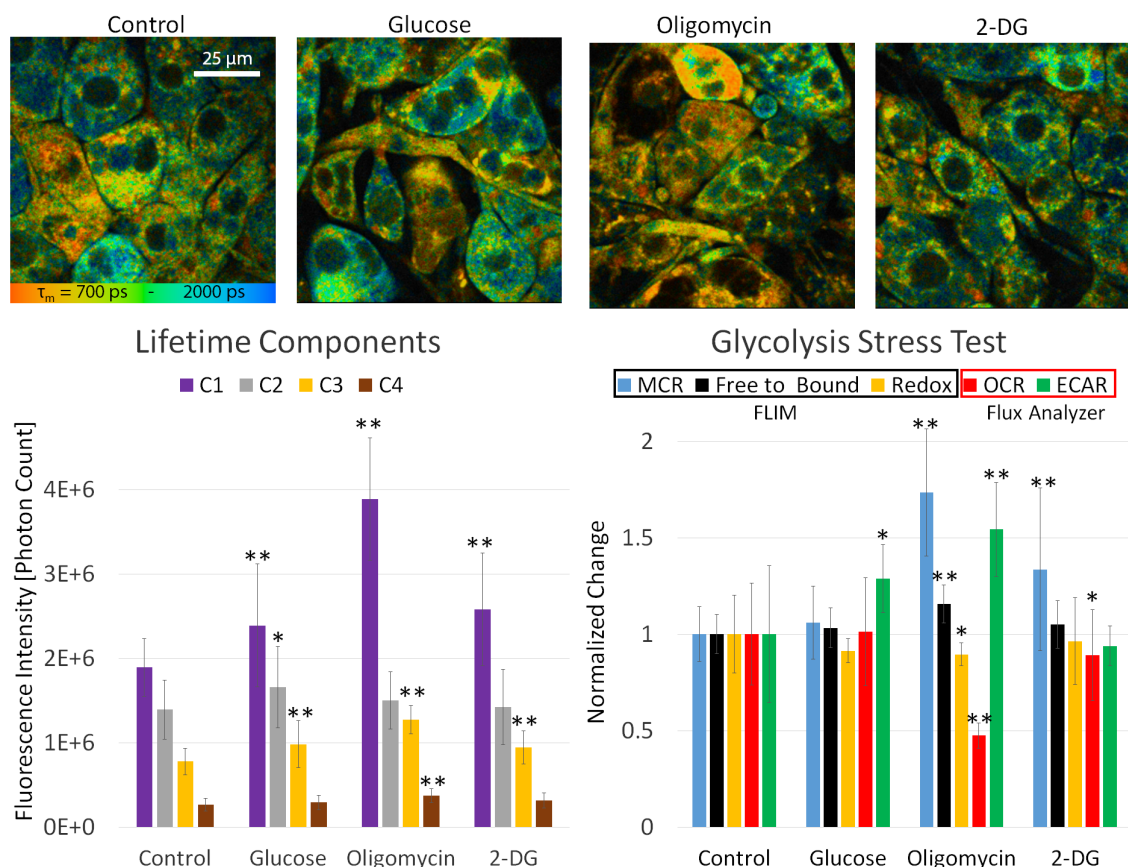 Control Glucose Oligomycin 2-DG
25 µm
τm = 700 ps - 2000 ps
Lifetime Components
C1 C2 C3 C4
Fluorescence Intensity [Photon Count]
4E+6
3E+6
2E+6
1E+6
0E+0
**
**
*
**
**
**
**
**
**
Control Glucose Oligomycin 2-DG
Glycolysis Stress Test
MCR Free to Bound Redox OCR ECAR
FLIM Flux Analyzer
Normalized Change
2
1.5
1
0.5
0
*
**
**
*
**
**
**
*
Control Glucose Oligomycin 2-DG